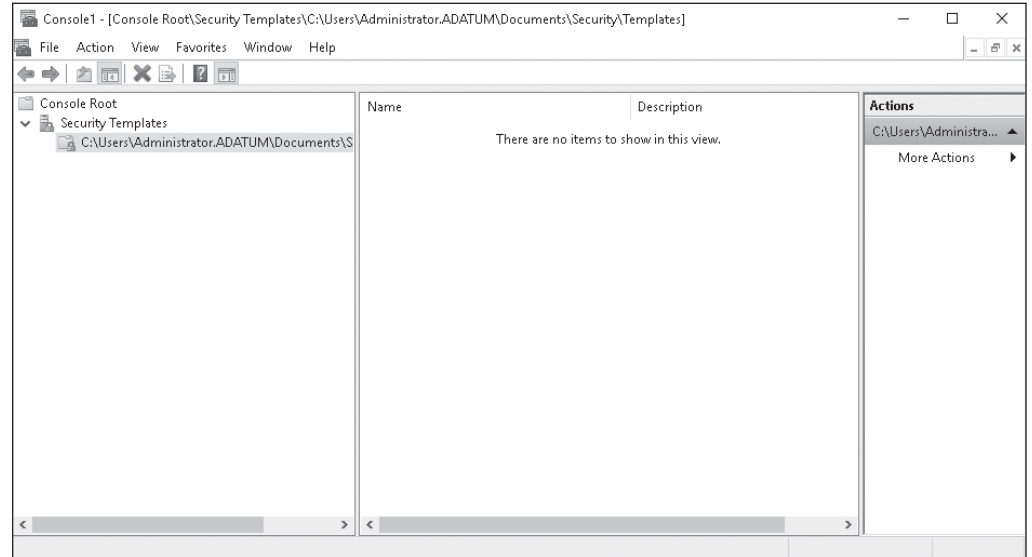 Console1 - [Console Root\Security Templates\C:\Users\Administrator.ADATUM\Documents\Security\Templates]
File Action View Favorites Window Help
Console Root
Security Templates
C:\Users\Administrator.ADATUM\Documents\S
Name Description
There are no items to show in this view.
Actions
C:\Users\Administra...
More Actions